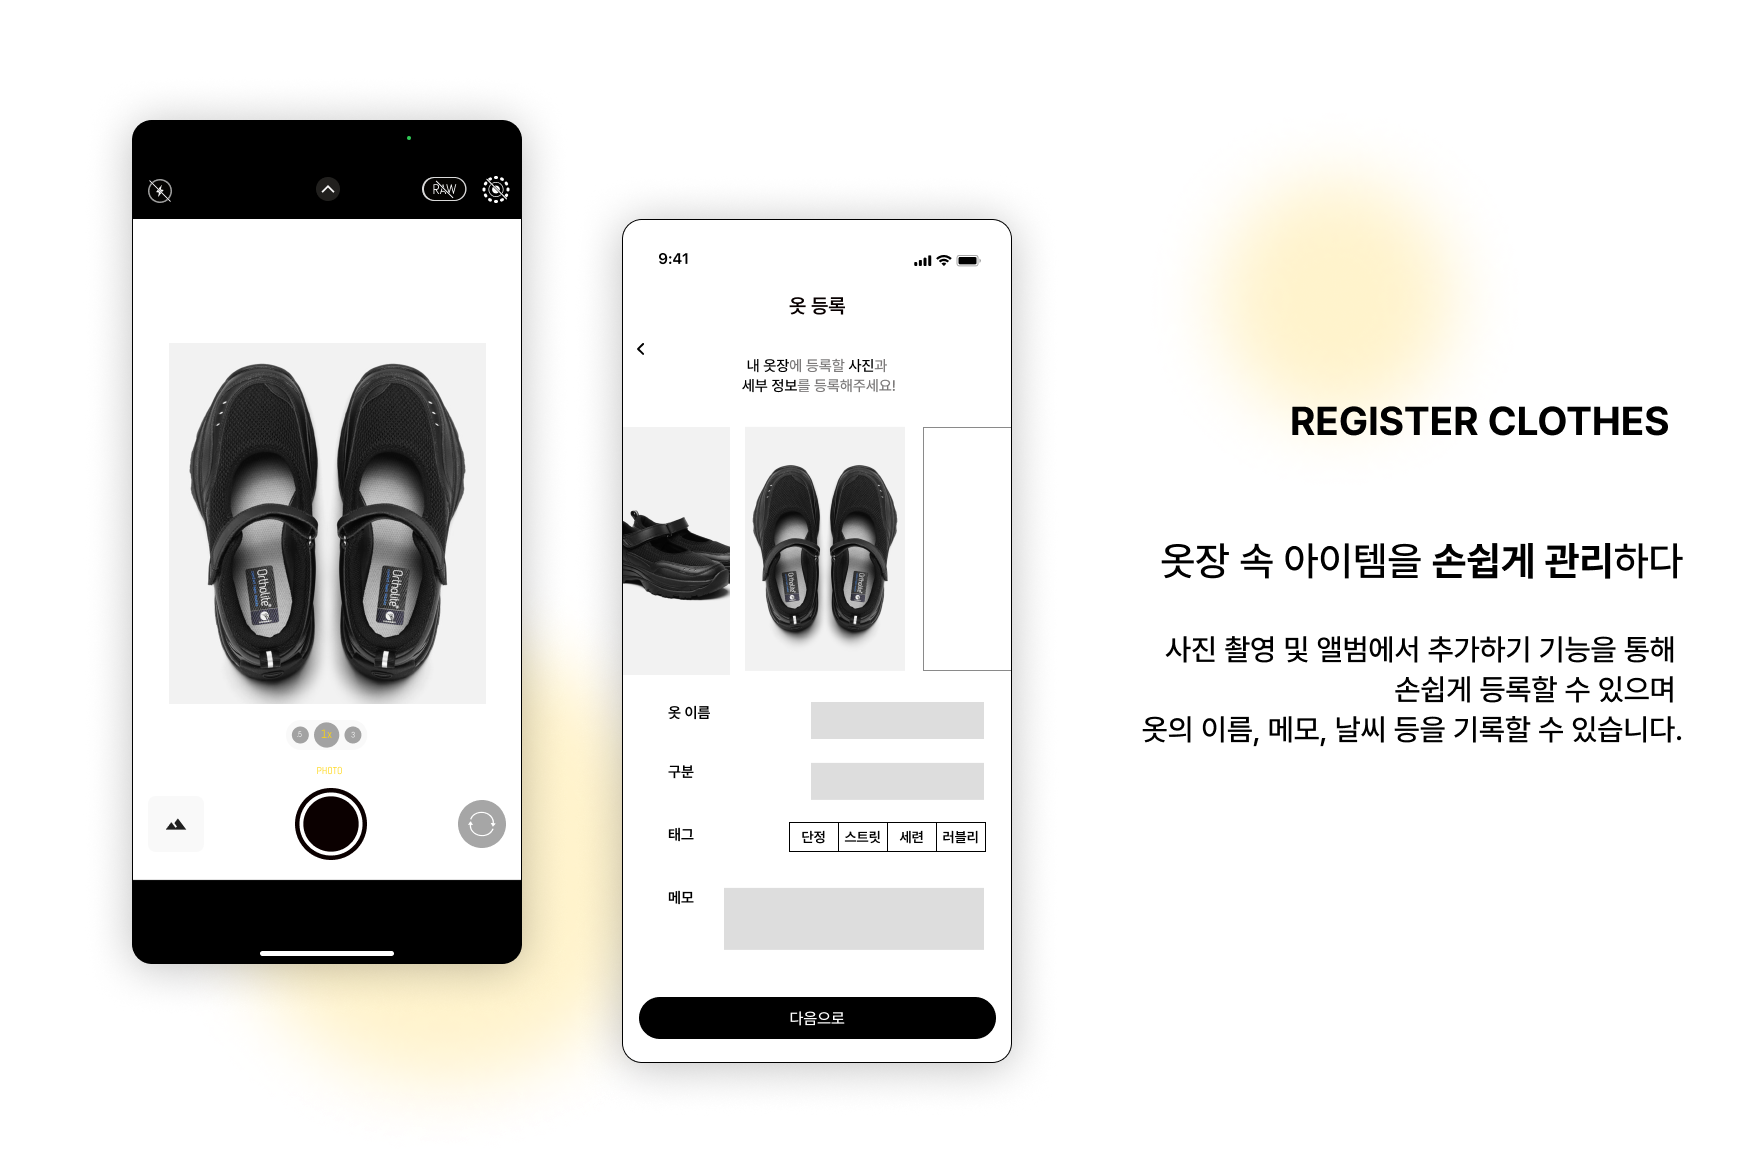 RAW
OrthoLite
OrthoLite
.5
1x
3
PHOTO
9:41
옷 등록
내 옷장에 등록할 사진과
세부 정보를 등록해주세요!
OrthoLite
OrthoLite
옷 이름
구분
태그
단정 스트릿 세련 러블리
메모
다음으로
REGISTER CLOTHES
옷장 속 아이템을 손쉽게 관리하다
사진 촬영 및 앨범에서 추가하기 기능을 통해
손쉽게 등록할 수 있으며
옷의 이름, 메모, 날씨 등을 기록할 수 있습니다.